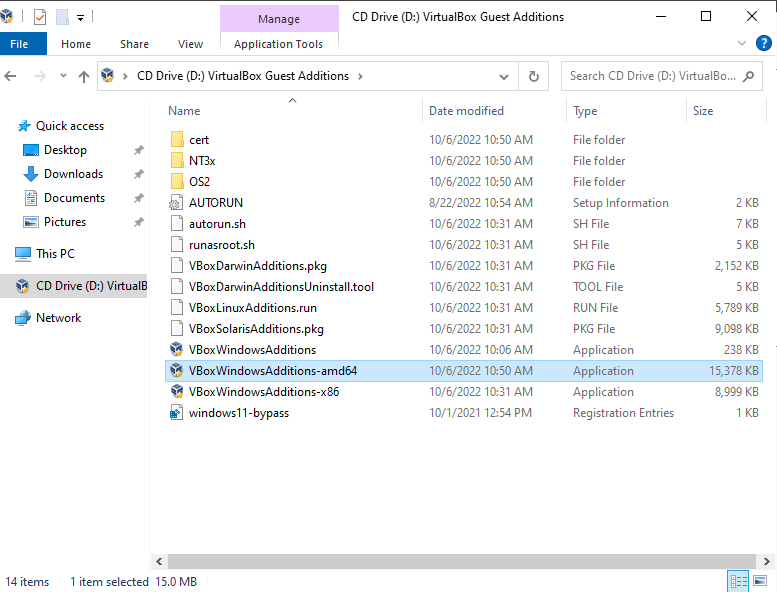 Manage
CD Drive (D:) VirtualBox Guest Additions
File
Home
Share
View
Application Tools
?
CD Drive (D:) VirtualBox Guest Additions
Search CD Drive (D:) VirtualBo...
Name
Date modified
Type
Size
Quick access
Desktop
Downloads
Documents
Pictures
This PC
CD Drive (D:) VirtualB
Network
cert 10/6/2022 10:50 AM File folder
NT3x 10/6/2022 10:50 AM File folder
OS2 10/6/2022 10:50 AM File folder
AUTORUN 8/22/2022 10:54 AM Setup Information 2 KB
autorun.sh 10/6/2022 10:31 AM SH File 7 KB
runasroot.sh 10/6/2022 10:31 AM SH File 5 KB
VBoxDarwinAdditions.pkg 10/6/2022 10:31 AM PKG File 2,152 KB
VBoxDarwinAdditionsUninstall.tool 10/6/2022 10:31 AM TOOL File 5 KB
VBoxLinuxAdditions.run 10/6/2022 10:31 AM RUN File 5,789 KB
VBoxSolarisAdditions.pkg 10/6/2022 10:31 AM PKG File 9,098 KB
VBoxWindowsAdditions 10/6/2022 10:06 AM Application 238 KB
VBoxWindowsAdditions-amd64 10/6/2022 10:50 AM Application 15,378 KB
VBoxWindowsAdditions-x86 10/6/2022 10:31 AM Application 8,999 KB
windows11-bypass 10/1/2021 12:54 PM Registration Entries 1 KB
14 items 1 item selected 15.0 MB